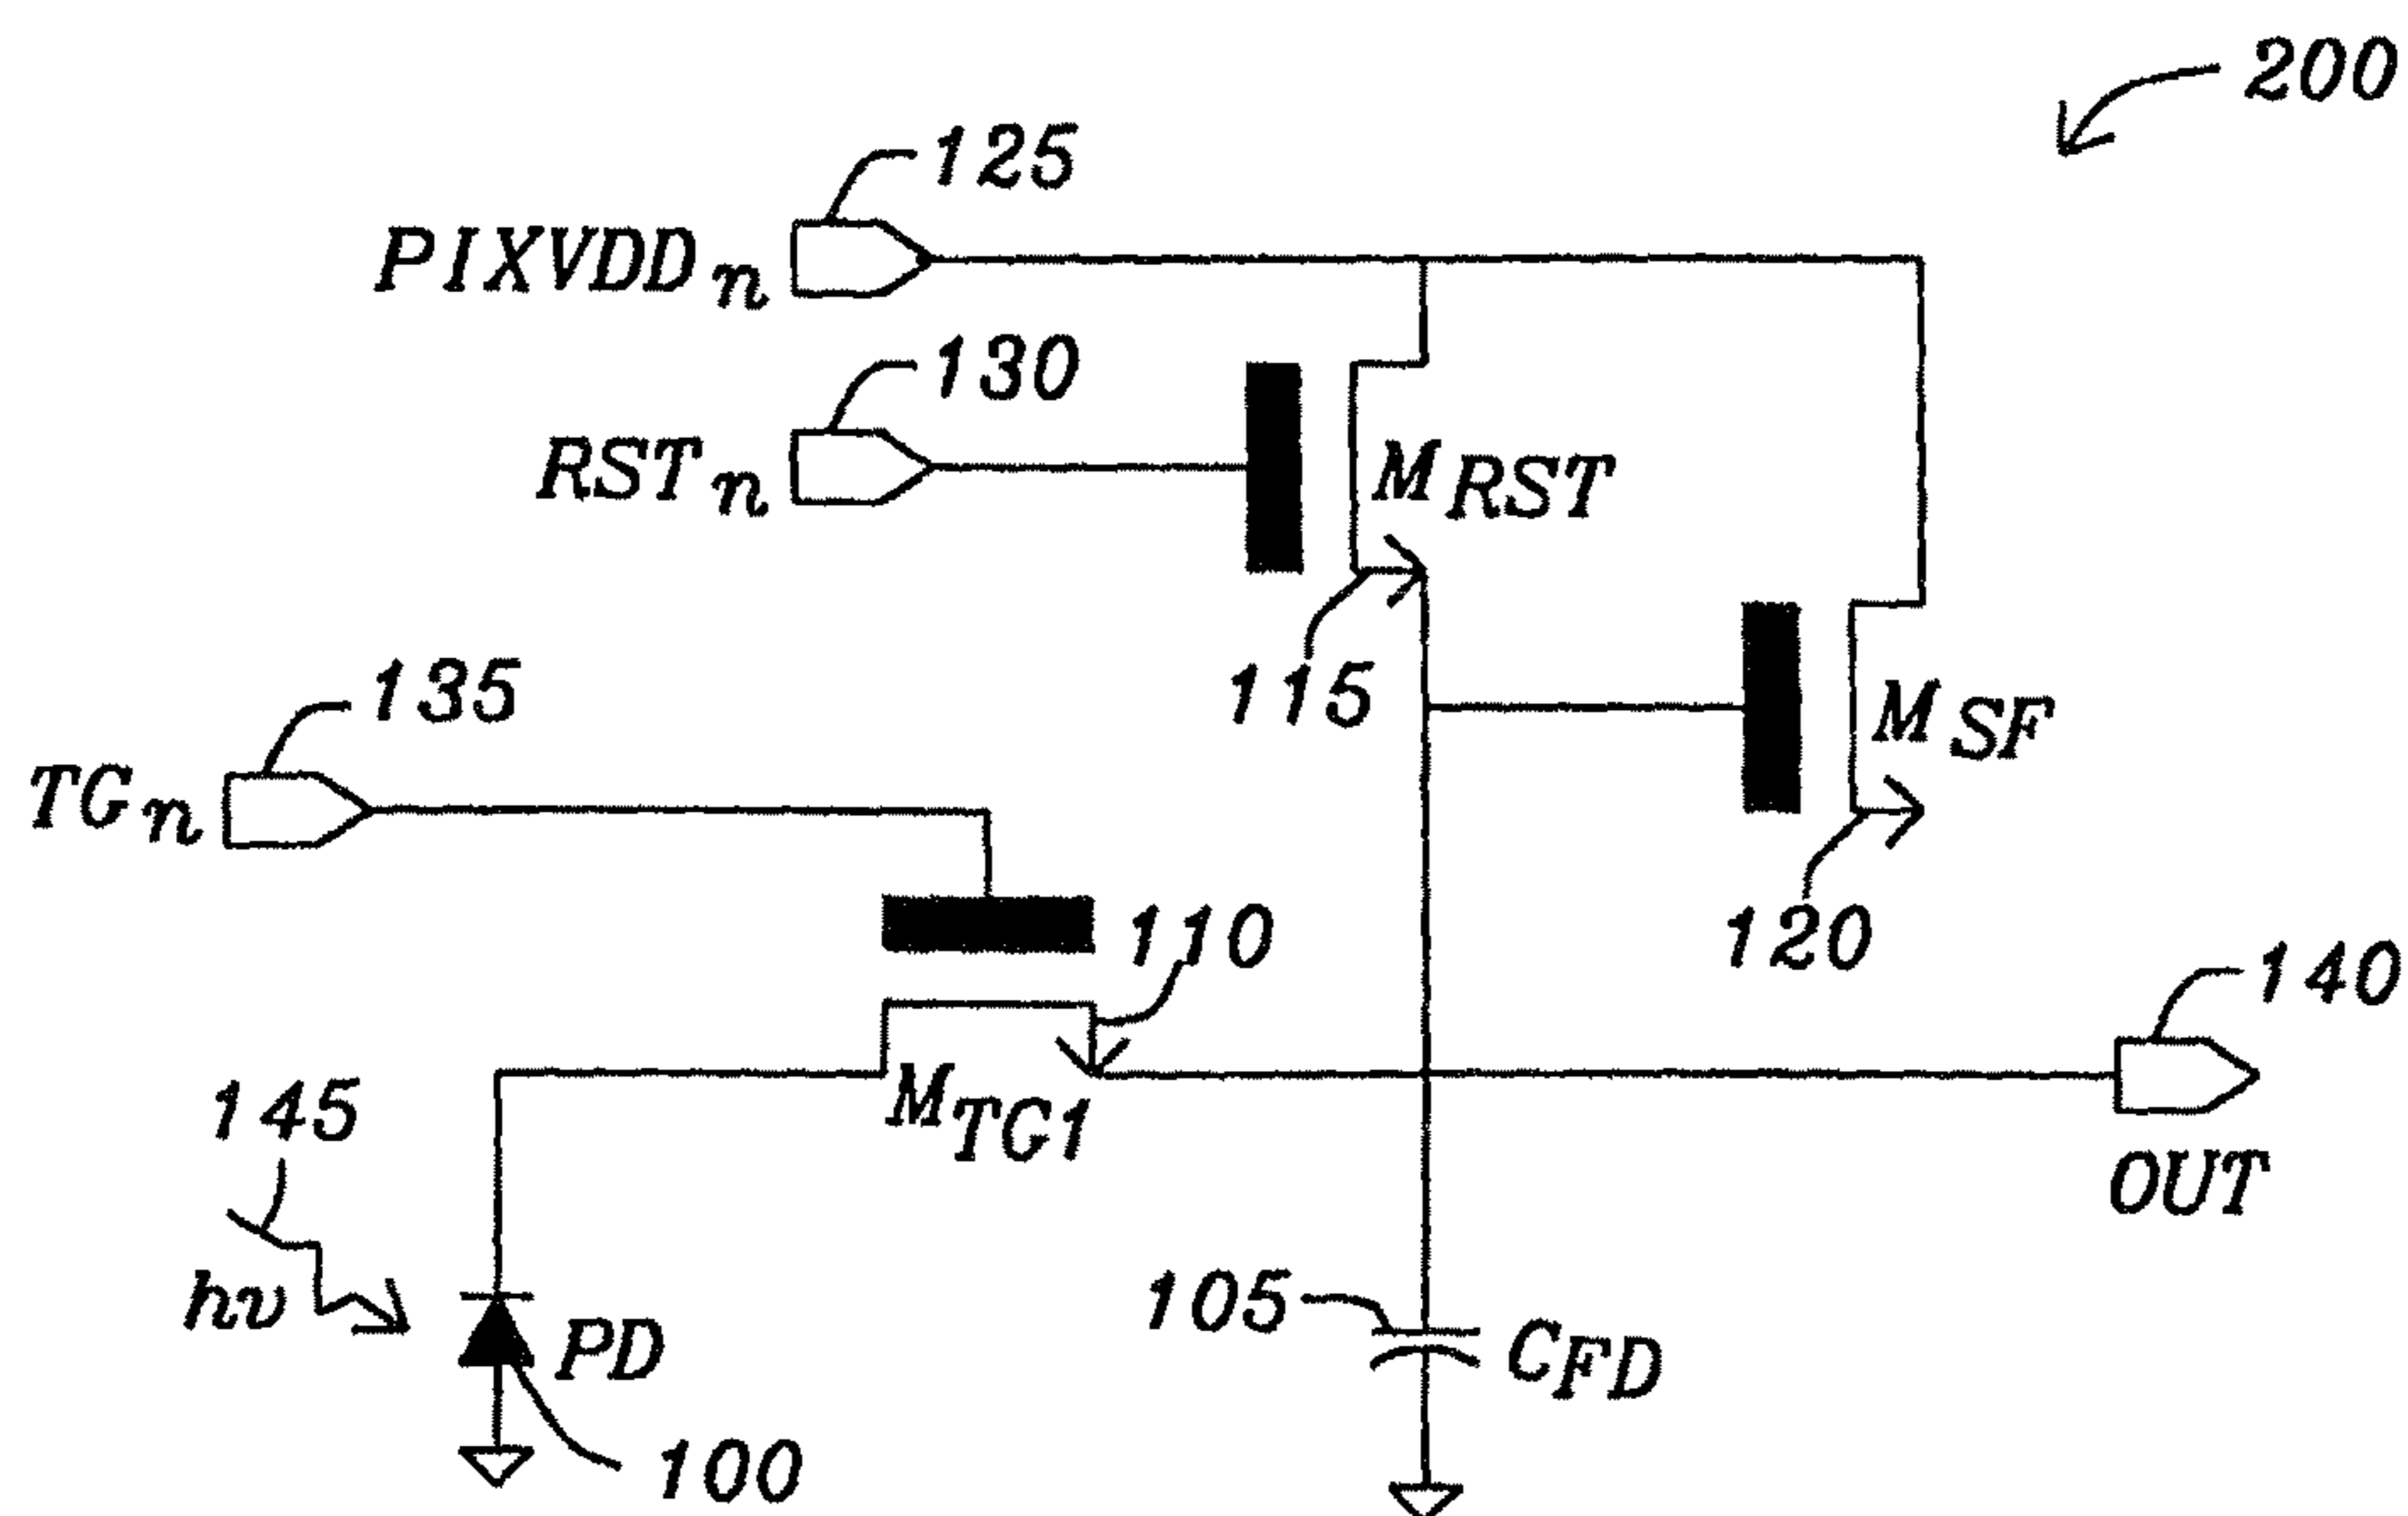 200
125
PIXVDDn
130
RSTn
MRST
135
115
MSF
TGn
110
120
140
145
MTG1
OUT
hυ
105
PD
CFD
100